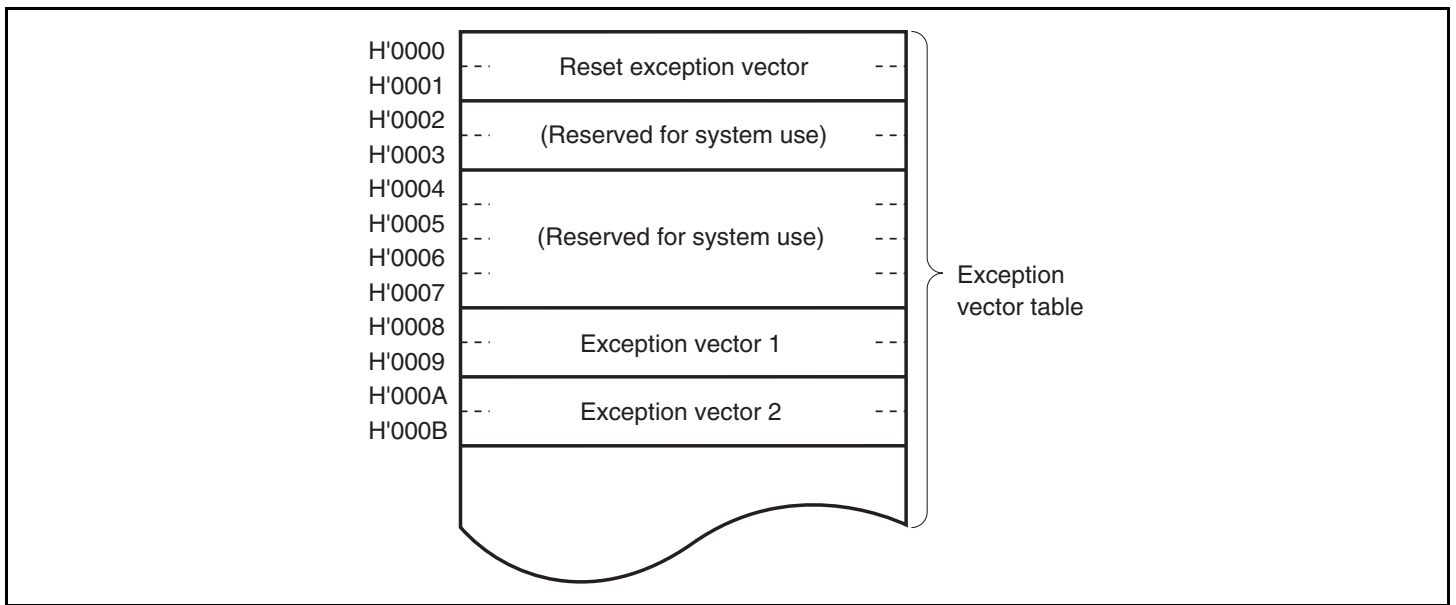 H'0000
H'0001
Reset exception vector
H'0002
H'0003
(Reserved for system use)
H'0004
H'0005
H'0006
H'0007
(Reserved for system use)
H'0008
H'0009
Exception vector 1
H'000A
H'000B
Exception vector 2
Exception
vector table